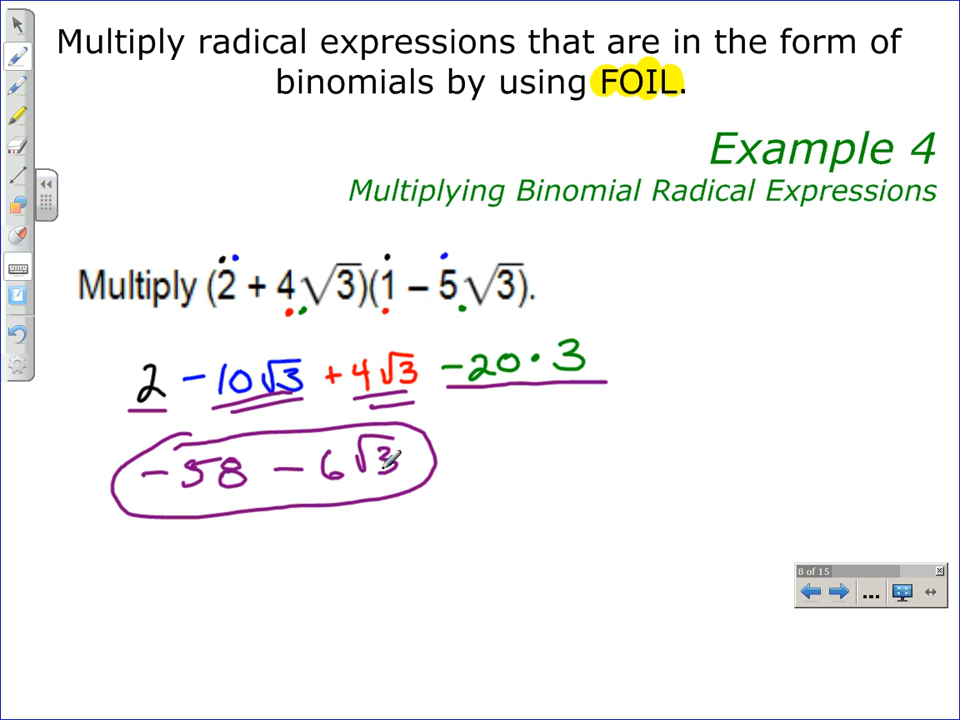 Multiply radical expressions that are in the form of
binomials by using FOIL.
Example 4
Multiplying Binomial Radical Expressions
Multiply (2 + 4√3)(1 – 5√3).
2 - 10√3 + 4√3 - 20 · 3
-58 - 6√3
8 of 15
...